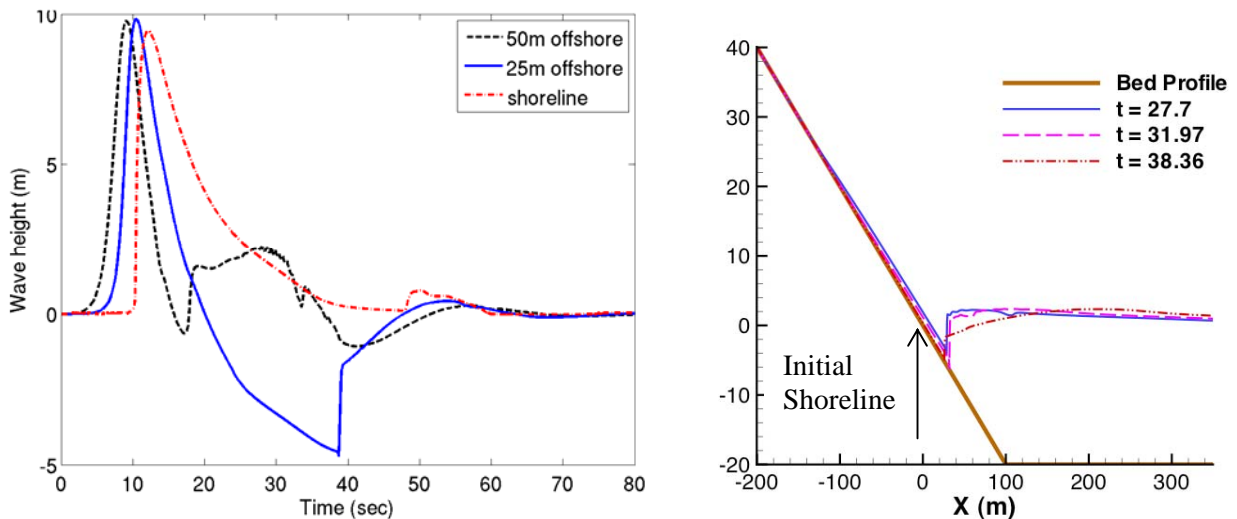 10
5
0
-5
Wave height (m)
0 10 20 30 40 50 60 70 80
Time (sec)
50m offshore
25m offshore
shoreline
40
30
20
10
0
-10
-20
-200 -100 0 100 200 300
X (m)
Bed Profile
t = 27.7
t = 31.97
t = 38.36
Initial
Shoreline